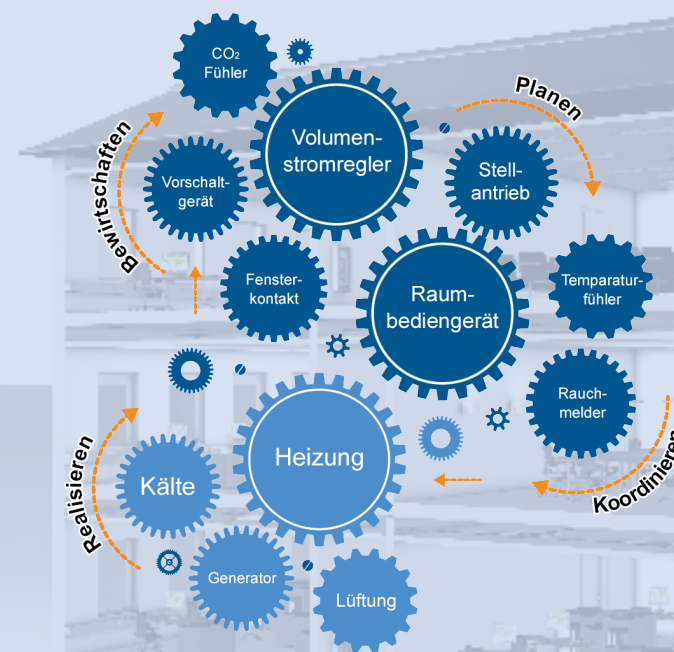 CO₂
Fühler
Planen
Volumen-
stromregler
Bewirtschaften
Vorschalt-
gerät
Stell-
antrieb
Fenster-
kontakt
Raum-
bediengerät
Temparatur-
fühler
Rauch-
melder
Koordinieren
Heizung
Realisieren
Kälte
Generator
Lüftung